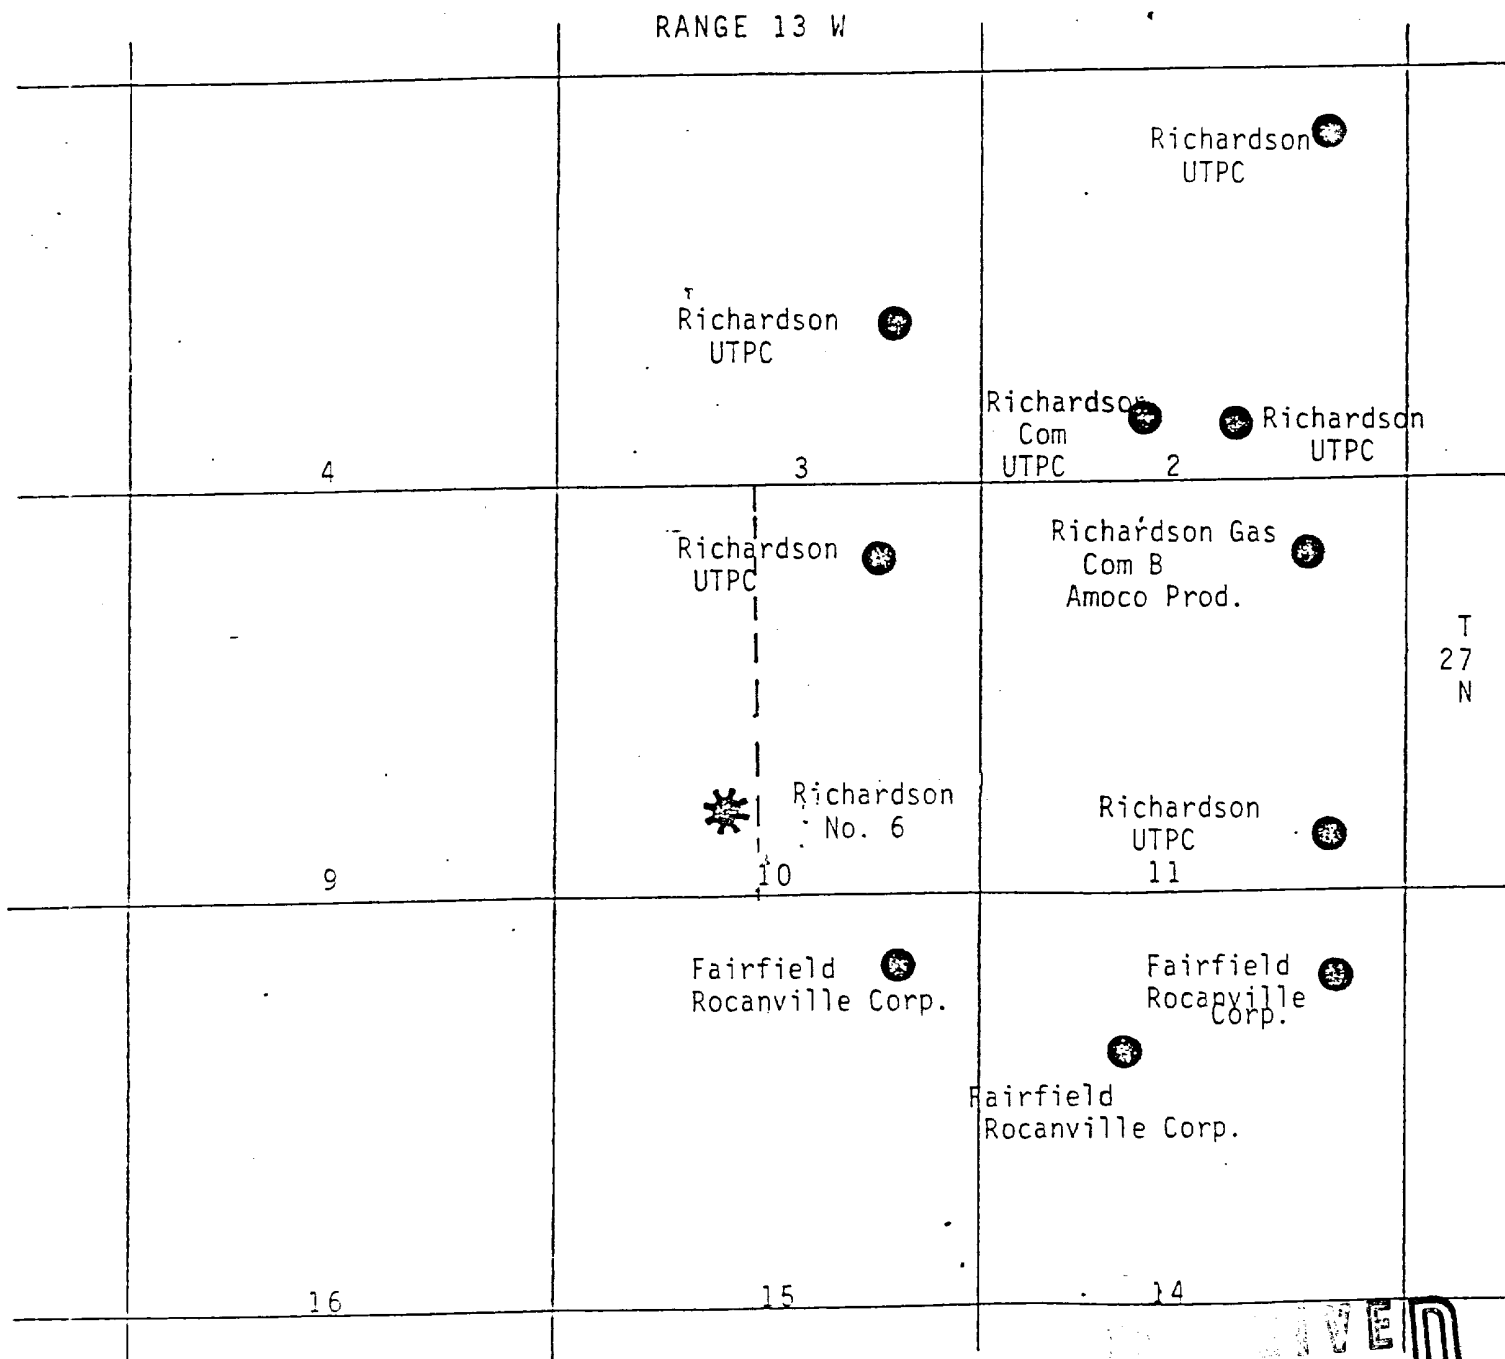 RANGE 13 W
Richardson
UTPC
Richardson
UTPC
Richardson
Com
UTPC
Richardson
UTPC
4
3
2
Richardson
UTPC
Richardson Gas
Com B
Amoco Prod.
T
27
N
Richardson
No. 6
Richardson
UTPC
9
10
11
Fairfield
Rocanville Corp.
Fairfield
Rocanville
Corp.
Fairfield
Rocanville Corp.
16
15
14
IVED